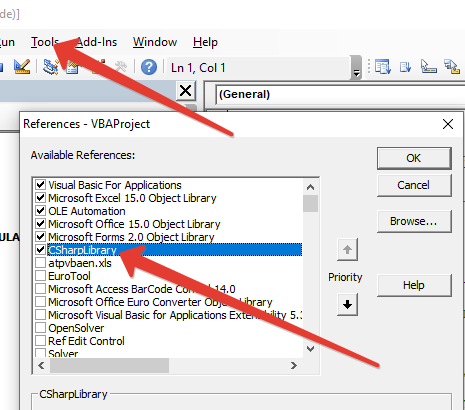 de)]
un Tools Add-Ins Window Help
Ln 1, Col 1
(General)
References - VBAProject
Available References:
OK
Visual Basic For Applications
Microsoft Excel 15.0 Object Library
Cancel
OLE Automation
Microsoft Office 15.0 Object Library
Browse...
Microsoft Forms 2.0 Object Library
ULA
CSharpLibrary
atpvbaen.xls
EuroTool
Priority
Microsoft Access BarCode Control 14.0
Help
Microsoft Office Euro Converter Object Library
Microsoft Visual Basic for Applications Extensibility 5.3
OpenSolver
Ref Edit Control
Solver
CSharpLibrary